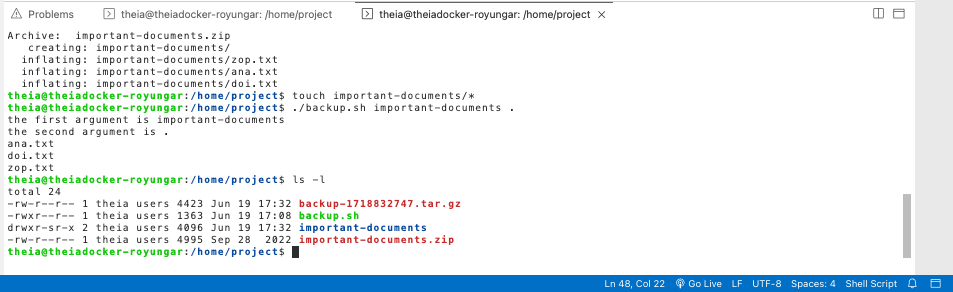 Problems theia@theiadocker-royungar: /home/project theia@theiadocker-royungar: /home/project ×
Archive:  important-documents.zip
   creating: important-documents/
  inflating: important-documents/zop.txt
  inflating: important-documents/ana.txt
  inflating: important-documents/doi.txt
theia@theiadocker-royungar:/home/project$ touch important-documents/*
theia@theiadocker-royungar:/home/project$ ./backup.sh important-documents .
the first argument is important-documents
the second argument is .
ana.txt
doi.txt
zop.txt
theia@theiadocker-royungar:/home/project$ ls -l
total 24
-rw-r--r-- 1 theia users 4423 Jun 19 17:32 backup-1718832747.tar.gz
-rwxr--r-- 1 theia users 1363 Jun 19 17:08 backup.sh
drwxr-sr-x 2 theia users 4096 Jun 19 17:32 important-documents
-rw-r--r-- 1 theia users 4995 Sep 28  2022 important-documents.zip
theia@theiadocker-royungar:/home/project$
Ln 48, Col 22 Go Live LF UTF-8 Spaces: 4 Shell Script